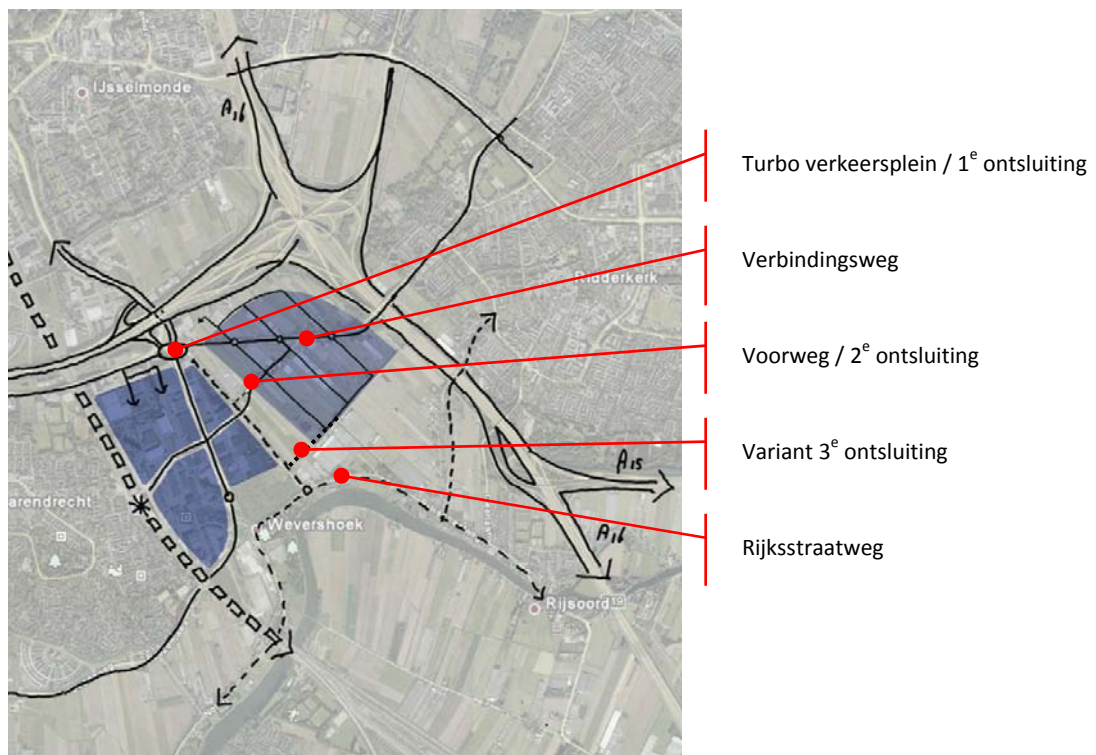 IJsselmonde
A16
Turbo verkeersplein / 1e ontsluiting
Verbindingsweg
Ridderkerk
Voorweg / 2e ontsluiting
Variant 3e ontsluiting
A15
arendrecht
Wevershoek
A16
Rijksstraatweg
Rijsoord
19